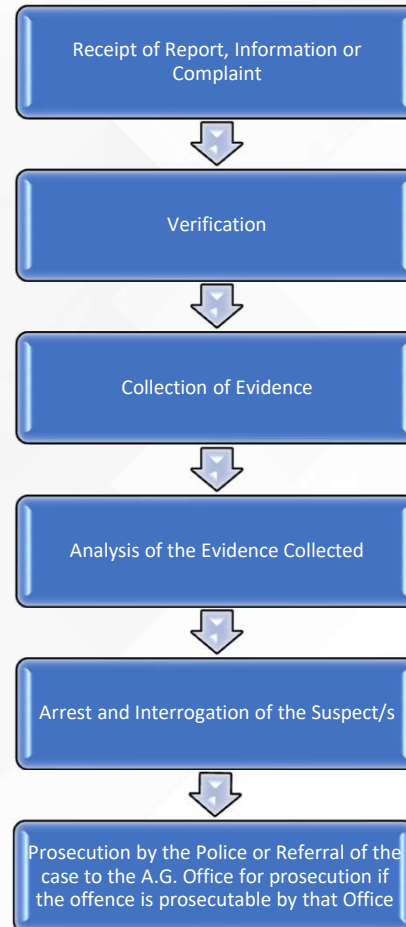 Receipt of Report, Information or
Complaint
Verification
Collection of Evidence
Analysis of the Evidence Collected
Arrest and Interrogation of the Suspect/s
Prosecution by the Police or Referral of the
case to the A.G. Office for prosecution if
the offence is prosecutable by that Office